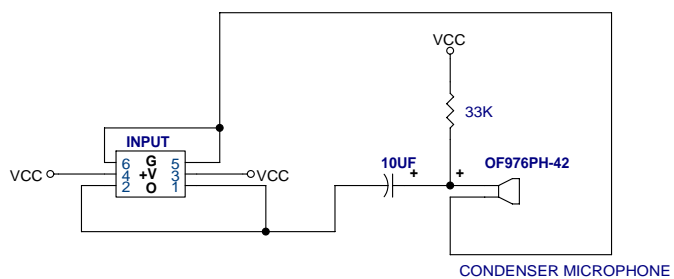 VCC
33K
INPUT
10UF
OF976PH-42
6 G 5
VCC 4 +V 3 VCC
2 O 1
+ +
CONDENSER MICROPHONE